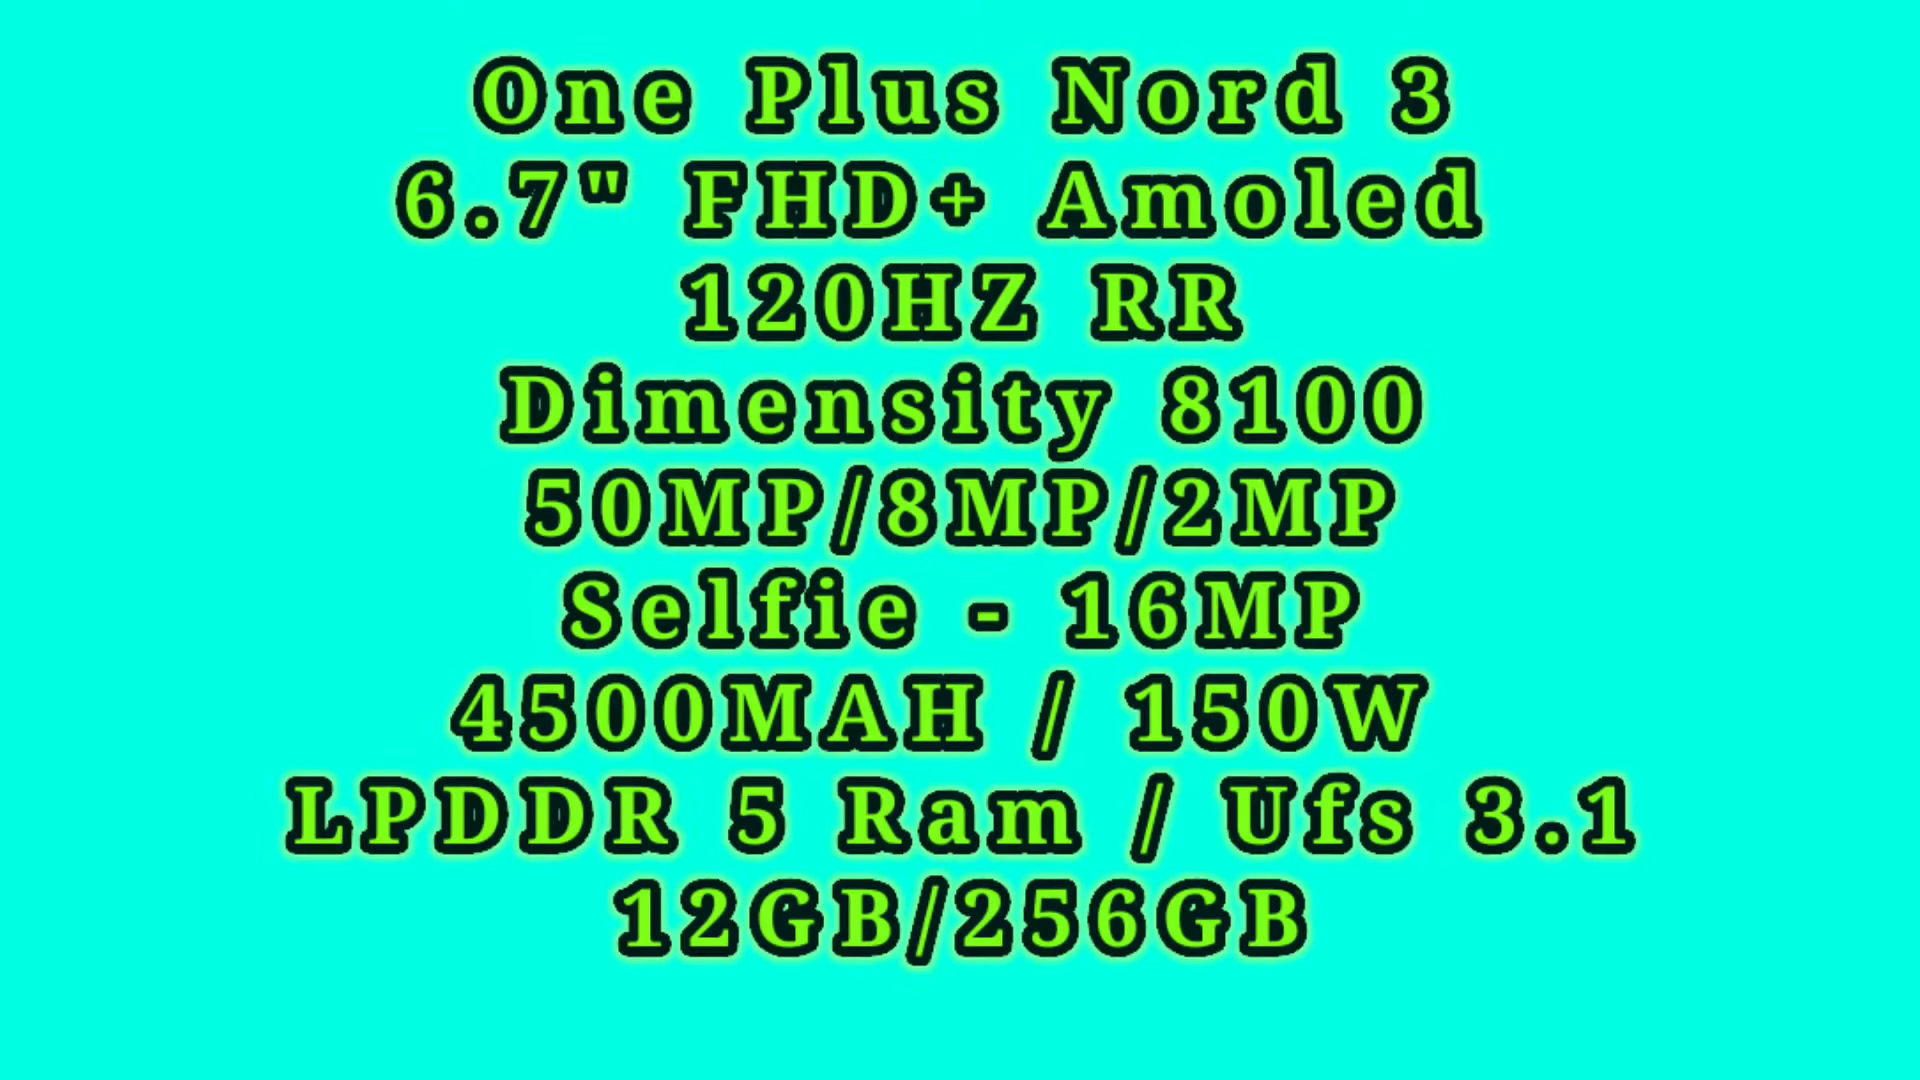 One Plus Nord 3
6.7" FHD+ Amoled
120HZ RR
Dimensity 8100
50MP/8MP/2MP
Selfie - 16MP
4500MAH / 150W
LPDDR 5 Ram / Ufs 3.1
12GB/256GB